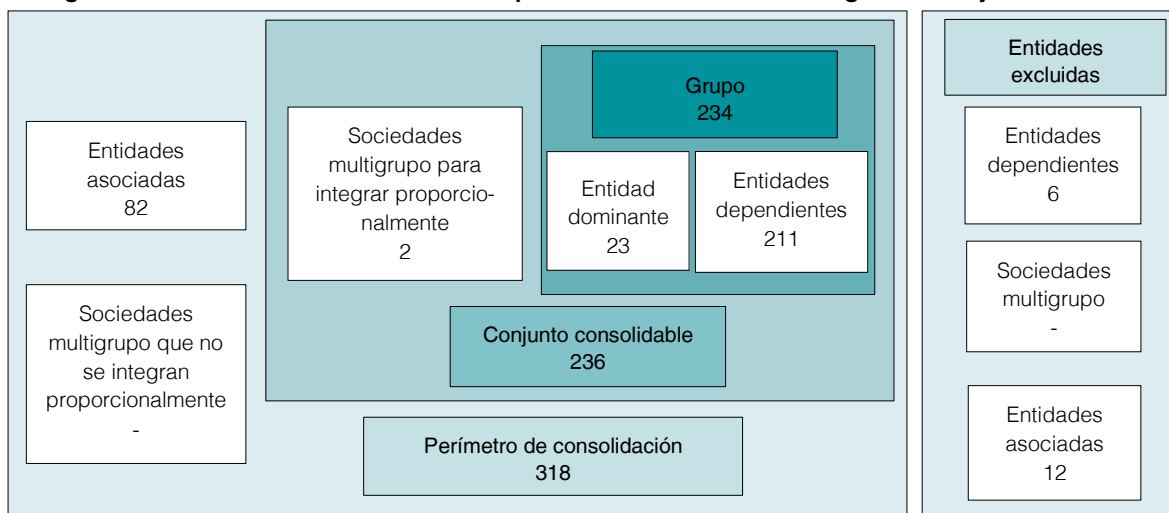 Entidades
asociadas
82
Sociedades
multigrupo que no
se integran
proporcionalmente
-
Sociedades
multigrupo para
integrar proporcio-
nalmente
2
Grupo
234
Entidad
dominante
23
Entidades
dependientes
211
Conjunto consolidable
236
Perímetro de consolidación
318
Entidades
excluidas
Entidades
dependientes
6
Sociedades
multigrupo
-
Entidades
asociadas
12